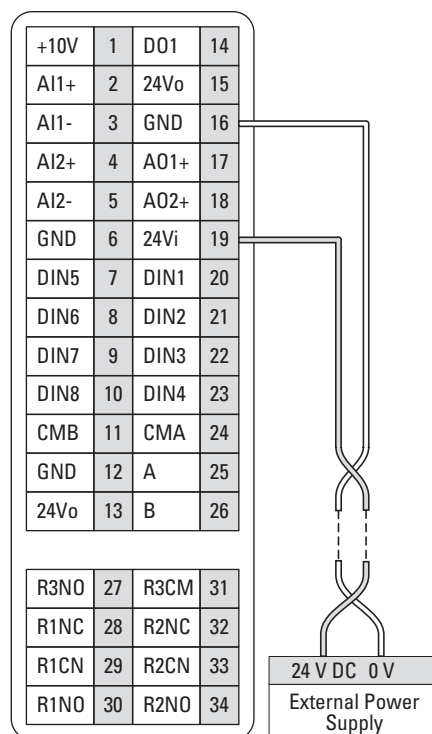 +10V 1 DO1 14
AI1+ 2 24Vo 15
AI1- 3 GND 16
AI2+ 4 AO1+ 17
AI2- 5 AO2+ 18
GND 6 24Vi 19
DIN5 7 DIN1 20
DIN6 8 DIN2 21
DIN7 9 DIN3 22
DIN8 10 DIN4 23
CMB 11 CMA 24
GND 12 A 25
24Vo 13 B 26
R3NO 27 R3CM 31
R1NC 28 R2NC 32
R1CN 29 R2CN 33
R1NO 30 R2NO 34
24 V DC 0 V
External Power
Supply